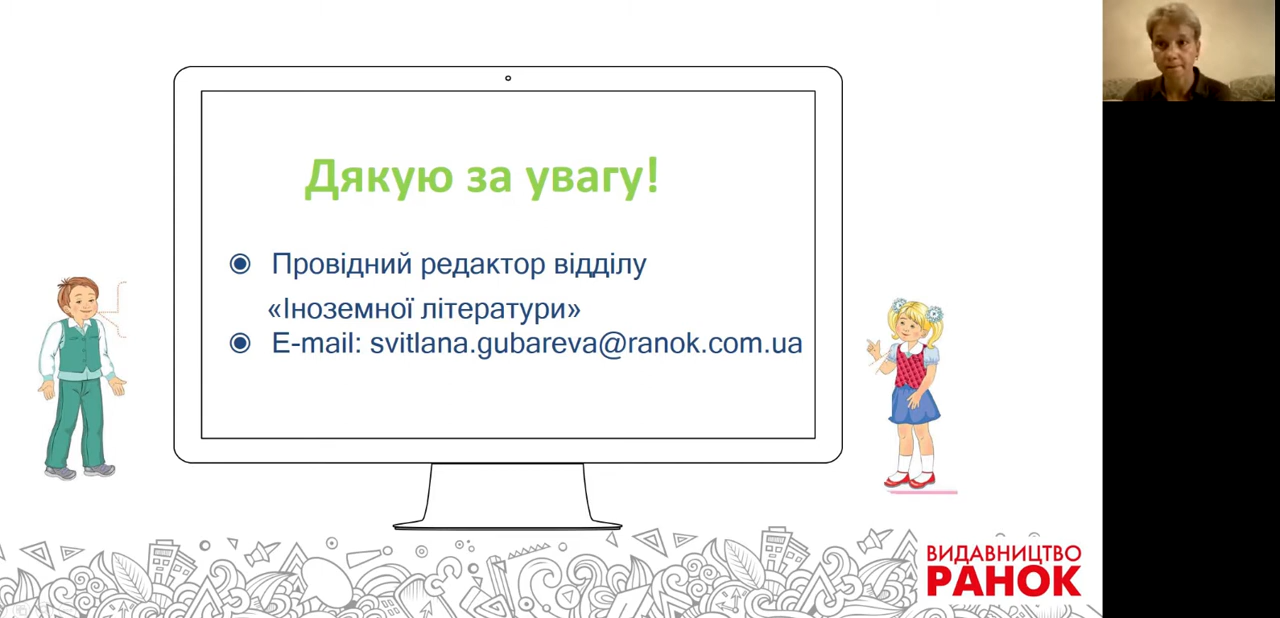 Дякую за увагу!
Провідний редактор відділу
«Іноземної літератури»
E-mail: svitlana.gubareva@ranok.com.ua
ВИДАВНИЦТВО
РАНОК